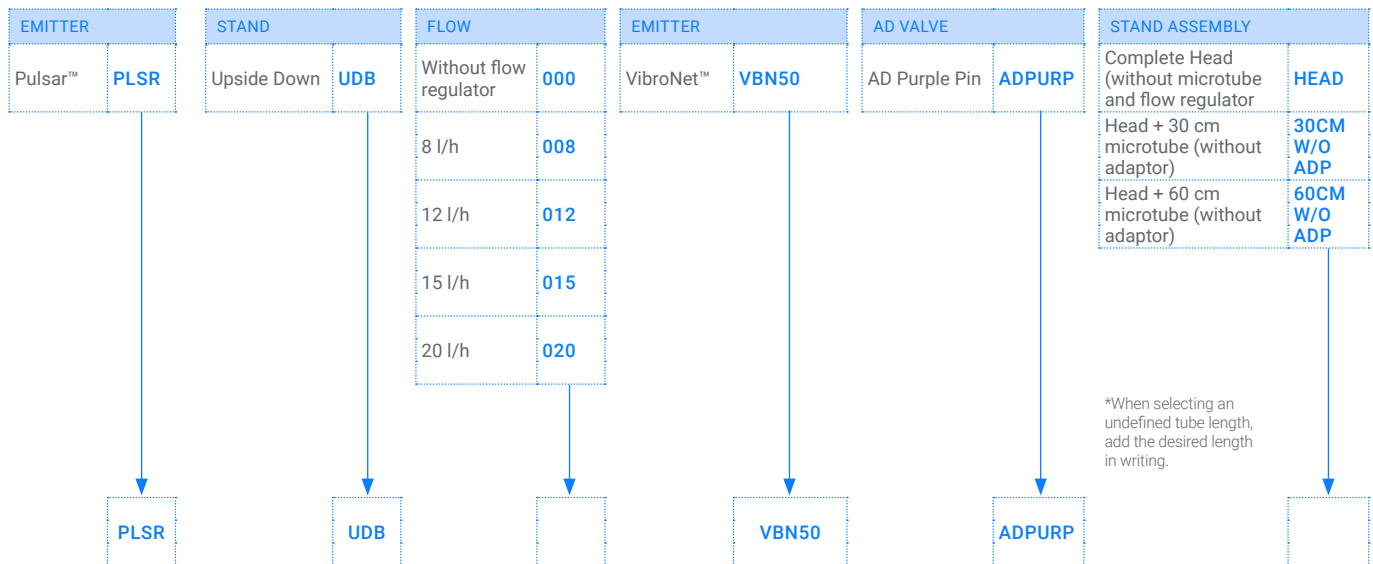 EMITTER
Pulsar™ PLSR
STAND
Upside Down UDB
FLOW
Without flow
regulator
000
8 l/h 008
12 l/h 012
15 l/h 015
20 l/h 020
EMITTER
VibroNet™ VBN50
AD VALVE
AD Purple Pin ADPURP
STAND ASSEMBLY
Complete Head
(without microtube
and flow regulator
HEAD
Head + 30 cm
microtube (without
adaptor)
30CM
W/O
ADP
Head + 60 cm
microtube (without
adaptor)
60CM
W/O
ADP
*When selecting an
undefined tube length,
add the desired length
in writing.
PLSR
UDB
VBN50
ADPURP